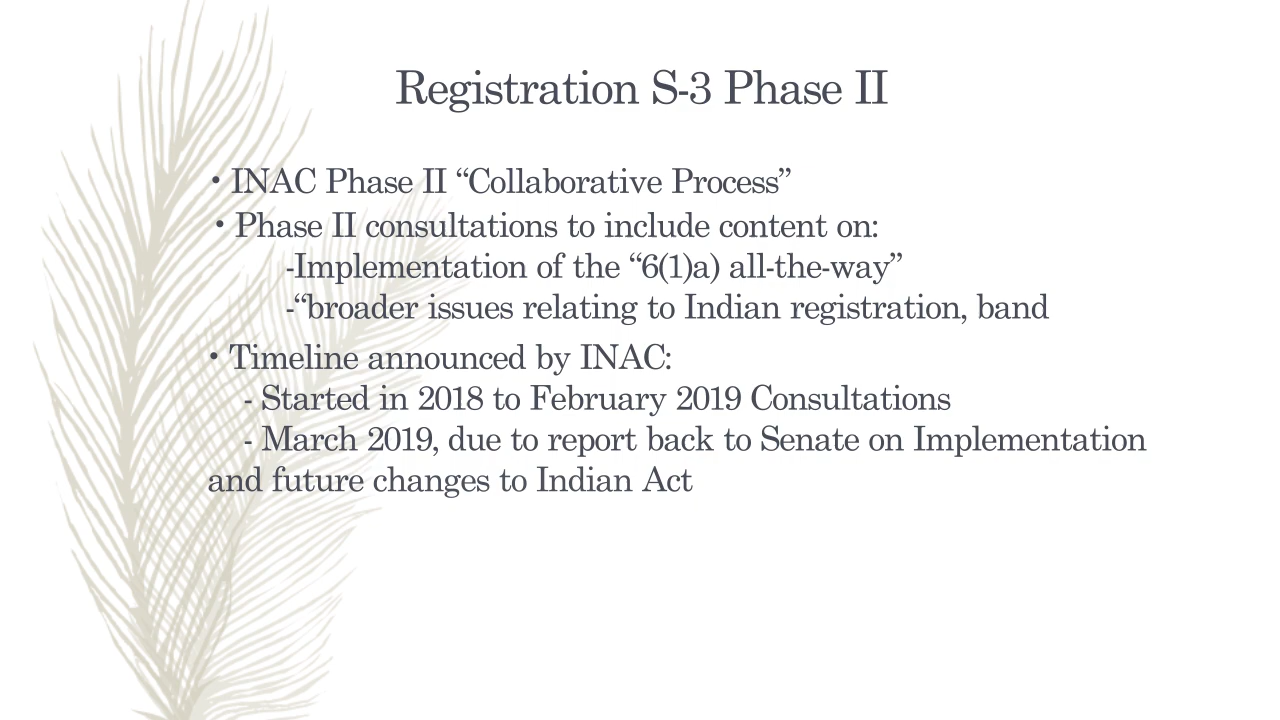 Registration S-3 Phase II
• INAC Phase II “Collaborative Process”
• Phase II consultations to include content on:
-Implementation of the “6(1)a) all-the-way”
-“broader issues relating to Indian registration, band
• Timeline announced by INAC:
- Started in 2018 to February 2019 Consultations
- March 2019, due to report back to Senate on Implementation
and future changes to Indian Act